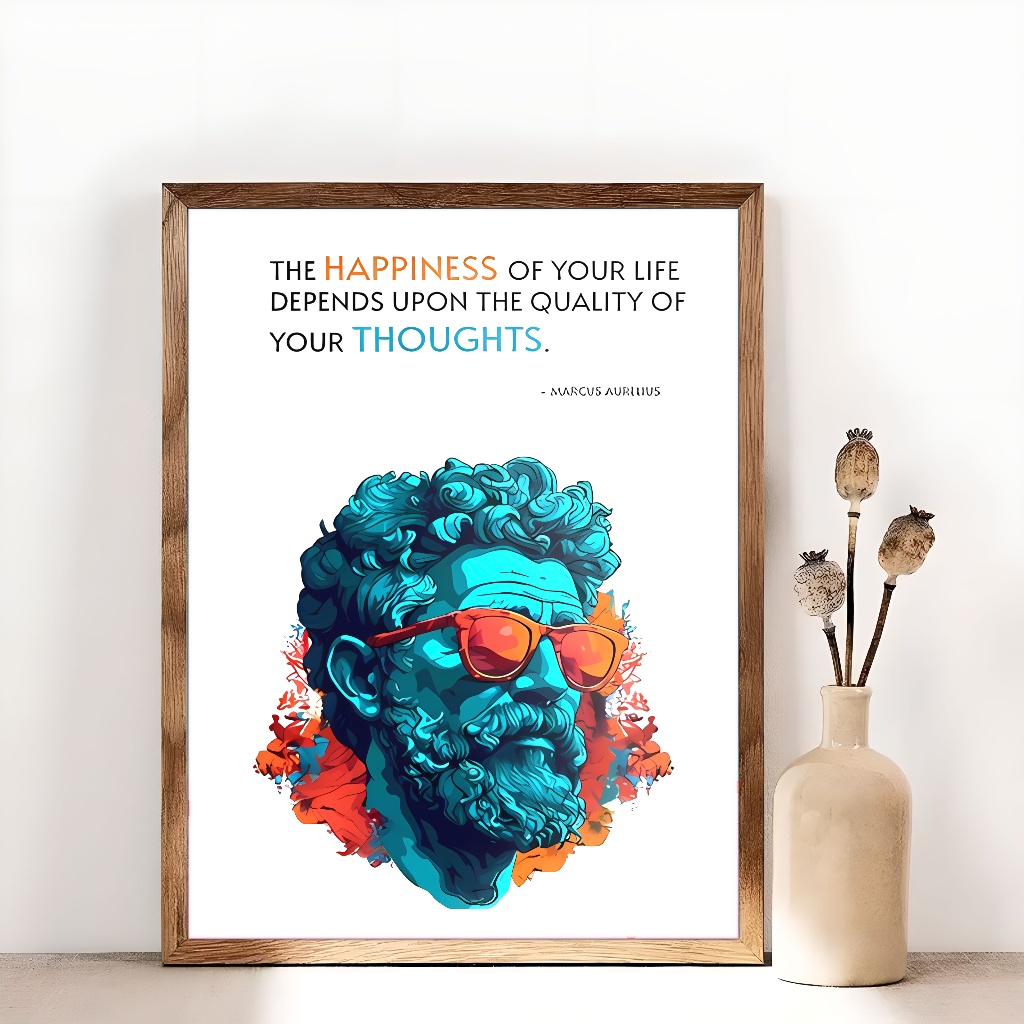 THE HAPPINESS OF YOUR LIFE
DEPENDS UPON THE QUALITY OF
YOUR THOUGHTS.
- MARCUS AURELIUS